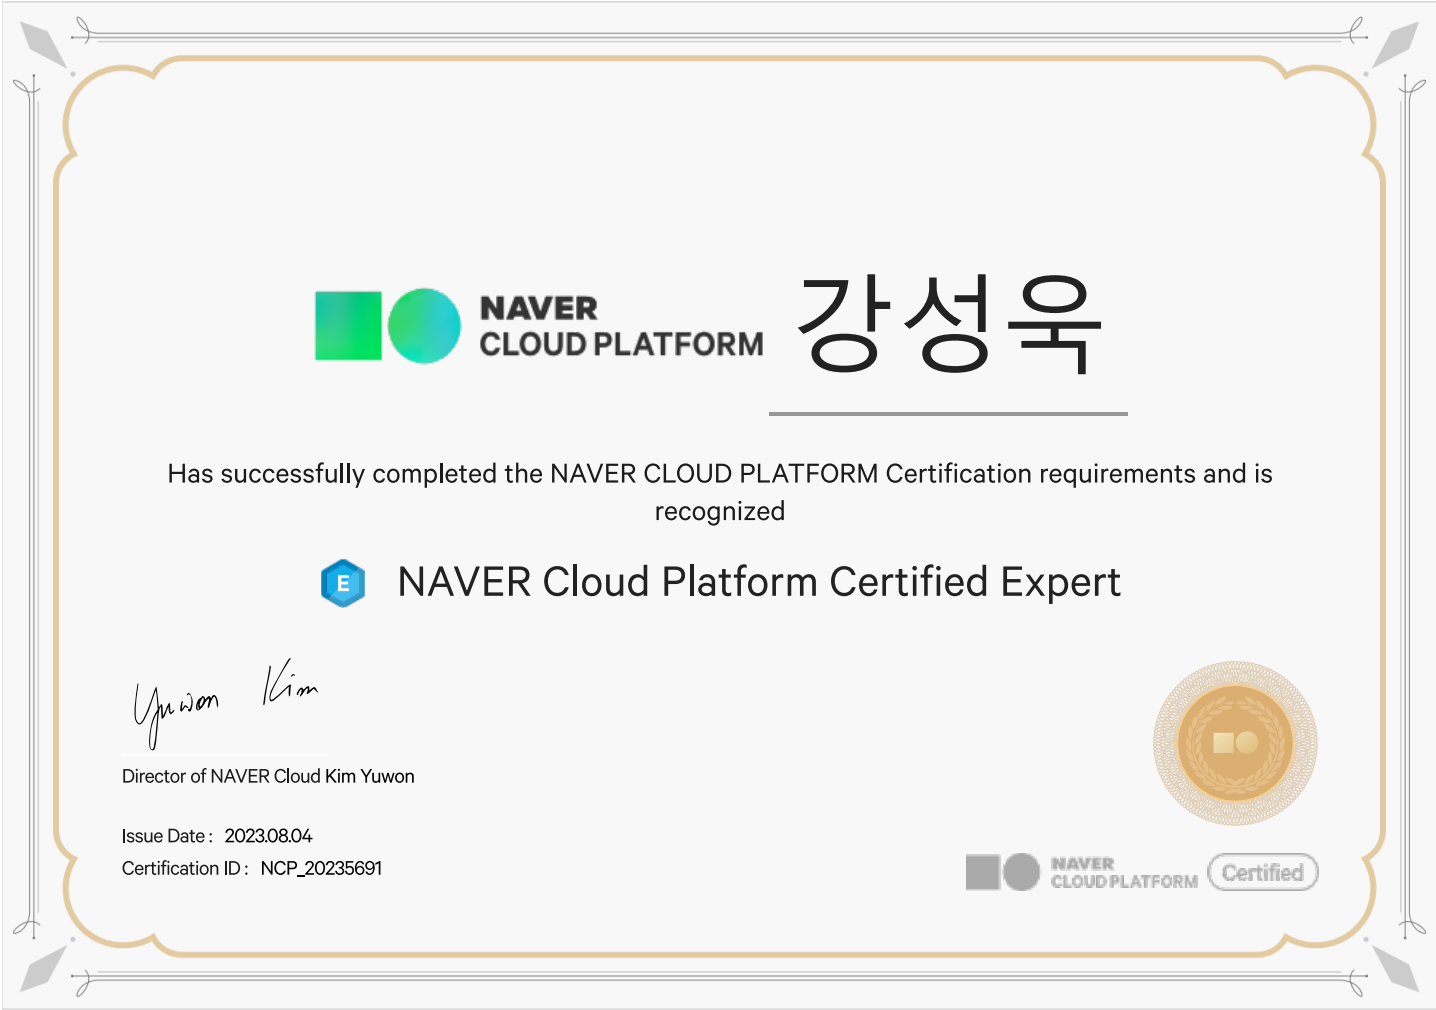 NAVER
CLOUD PLATFORM
강성욱
Has successfully completed the NAVER CLOUD PLATFORM Certification requirements and is
recognized
E NAVER Cloud Platform Certified Expert
Yuwon Kim
Director of NAVER Cloud Kim Yuwon
Issue Date : 2023.08.04
Certification ID : NCP_20235691
NAVER
CLOUD PLATFORM Certified